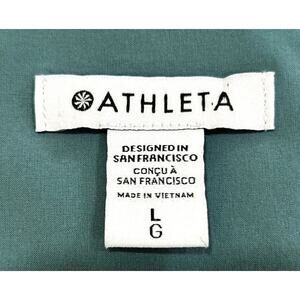 ATHLETA
DESIGNED IN
SAN FRANCISCO
CONÇU À
SAN FRANCISCO
MADE IN VIETNAM
L
G